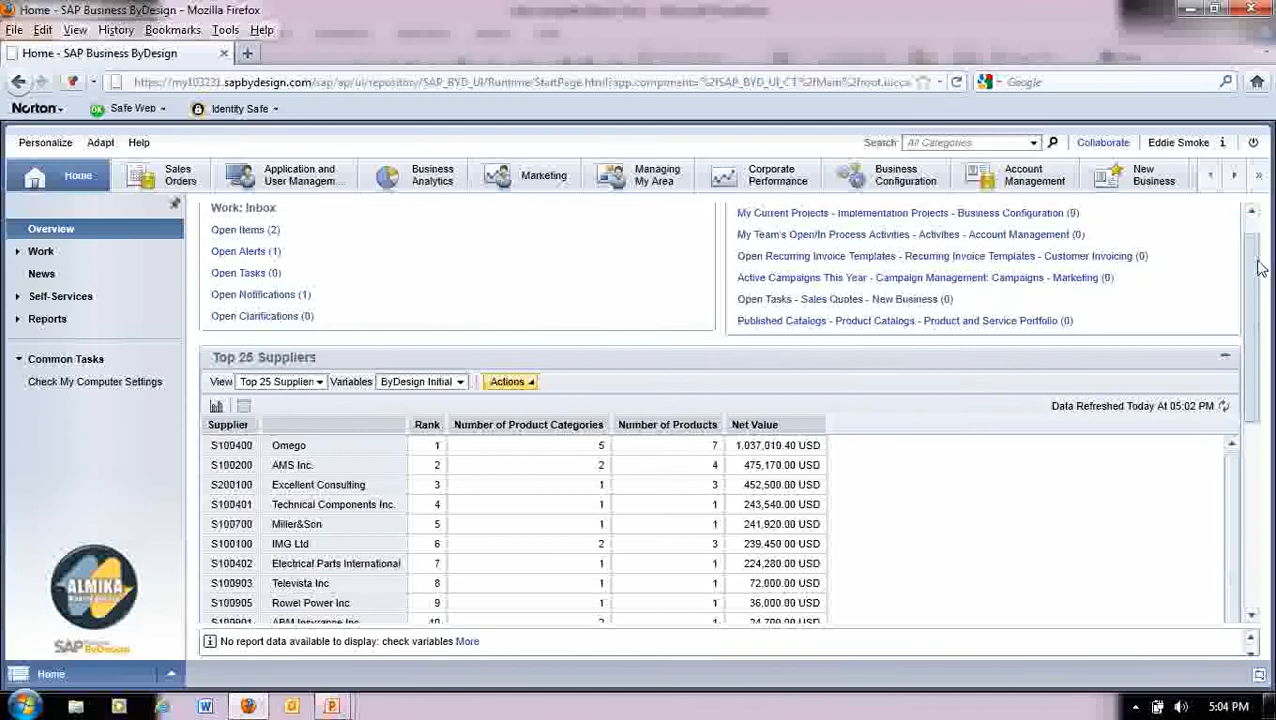 Home - SAP Business ByDesign - Mozilla Firefox
File Edit View History Bookmarks Tools Help
Home - SAP Business ByDesign
Google
Norton Safe Web Identity Safe
Personalize Adapt Help
Search: All Categories Collaborate Eddie Smoke
Home
Sales Orders
Application and User Managem...
Business Analytics
Marketing
Managing My Area
Corporate Performance
Business Configuration
Account Management
New Business
Overview
Work
News
Self-Services
Reports
Common Tasks
Check My Computer Settings
Work: Inbox
Open Items (2)
Open Alerts (1)
Open Tasks (0)
Open Notifications (1)
Open Clarifications (0)
My Current Projects - Implementation Projects - Business Configuration (9)
My Team's Open/In Process Activities - Activities - Account Management (0)
Open Recurring Invoice Templates - Recurring Invoice Templates - Customer Invoicing (0)
Active Campaigns This Year - Campaign Management: Campaigns - Marketing (0)
Open Tasks - Sales Quotes - New Business (0)
Published Catalogs - Product Catalogs - Product and Service Portfolio (0)
Top 25 Suppliers
View Top 25 Supplier Variables ByDesign Initial Actions
Data Refreshed Today At 05:02 PM
Supplier Rank Number of Product Categories Number of Products Net Value
S100400 Omego 1 5 7 1,037,019.40 USD
S100200 AMS Inc. 2 2 4 475,170.00 USD
S200100 Excellent Consulting 3 1 3 452,500.00 USD
S100401 Technical Components Inc. 4 1 1 243,540.00 USD
S100700 Miller&Son 5 1 1 241,920.00 USD
S100100 IMG Ltd 6 2 3 239,450.00 USD
S100402 Electrical Parts International 7 1 1 224,280.00 USD
S100903 Televista Inc. 8 1 1 72,000.00 USD
S100905 Rowel Power Inc 9 1 1 36,000.00 USD
No report data available to display: check variables More
ALMIKA
SAP
ByDesign
Home
5:04 PM